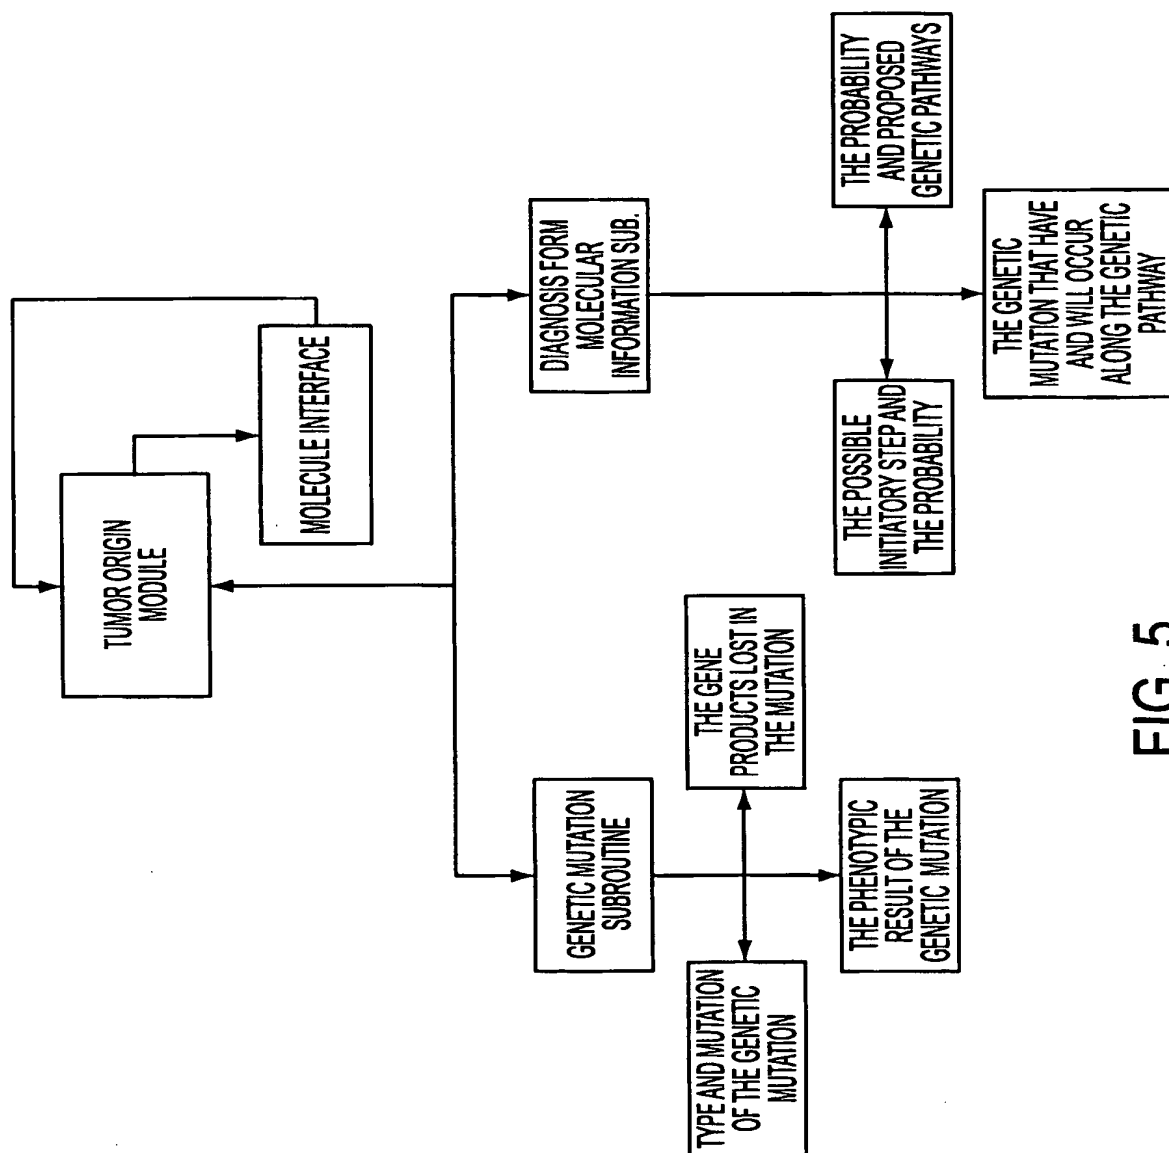 TUMOR ORIGIN
MODULE
MOLECULE INTERFACE
GENETIC MUTATION
SUBROUTINE
DIAGNOSIS FORM
MOLECULAR
INFORMATION SUB.
TYPE AND MUTATION
OF THE GENETIC
MUTATION
THE GENE
PRODUCTS LOST IN
THE MUTATION
THE PHENOTYPIC
RESULT OF THE
GENETIC MUTATION
THE POSSIBLE
INITIATORY STEP AND
THE PROBABILITY
THE PROBABILITY
AND PROPOSED
GENETIC PATHWAYS
THE GENETIC
MUTATION THAT HAVE
AND WILL OCCUR
ALONG THE GENETIC
PATHWAY
FIG. 5